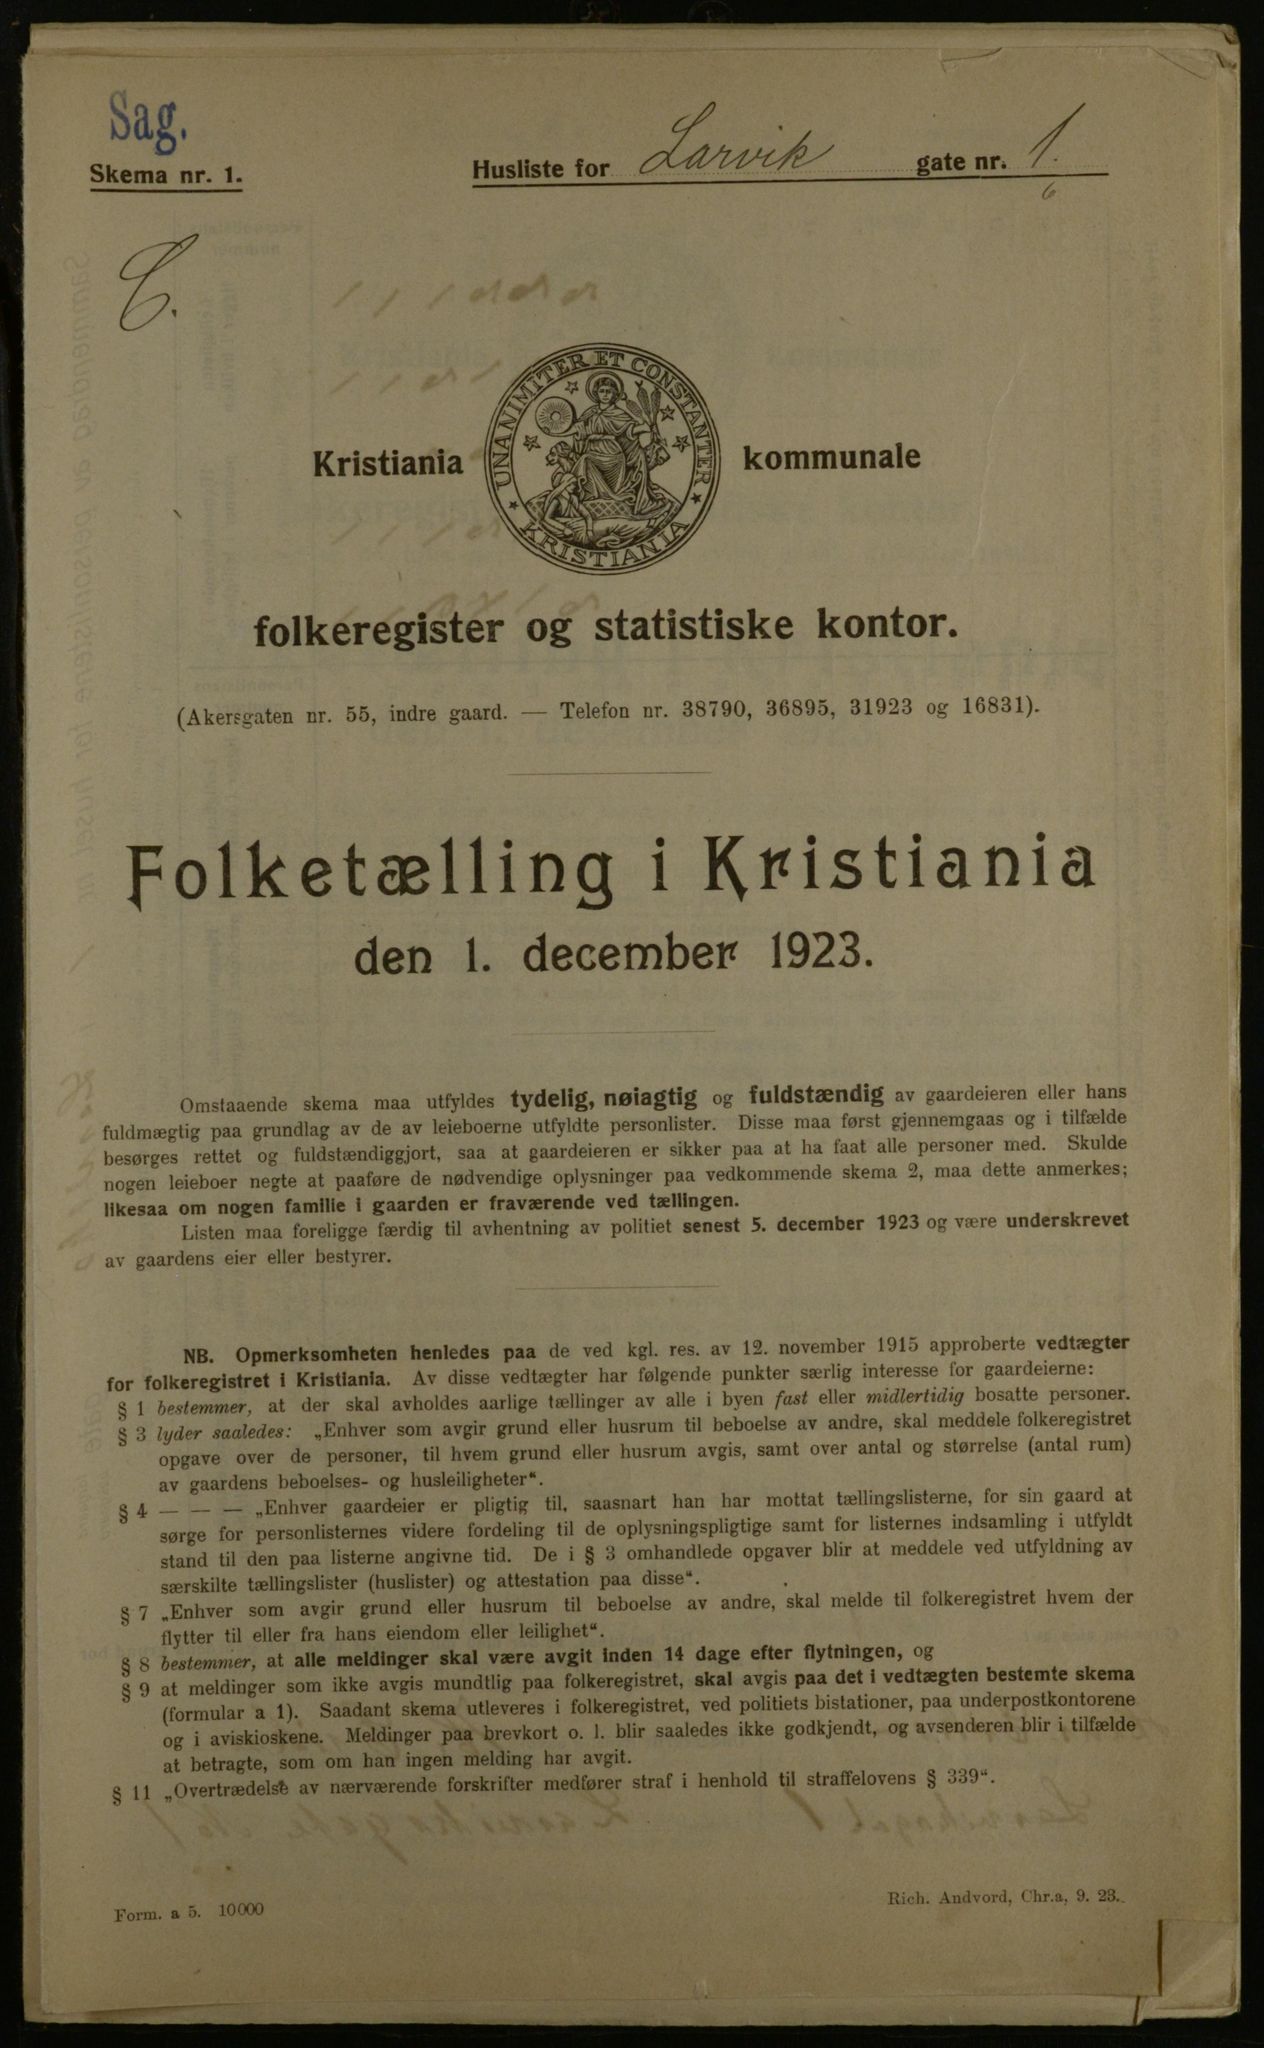 Sag.
Skema nr. 1.
Husliste for Larvik gate nr. 1.
6
C.
UNANIMITER ET CONSTANTER
KRISTIANIA
Kristiania kommunale
folkeregister og statistiske kontor.
(Akersgaten nr. 55, indre gaard. — Telefon nr. 38790, 36895, 31923 og 16831).
Folketælling i Kristiania
den 1. december 1923.
Omstaaende skema maa utfyldes tydelig, nøiagtig og fuldstændig av gaardeieren eller hans
fuldmægtig paa grundlag av de av leieboerne utfyldte personlister. Disse maa først gjennemgaas og i tilfælde
besørges rettet og fuldstændiggjort, saa at gaardeieren er sikker paa at ha faat alle personer med. Skulde
nogen leieboer negte at paaføre de nødvendige oplysninger paa vedkommende skema 2, maa dette anmerkes;
likesaa om nogen familie i gaarden er fraværende ved tællingen.
Listen maa foreligge færdig til avhentning av politiet senest 5. december 1923 og være underskrevet
av gaardens eier eller bestyrer.
NB. Opmerksomheten henledes paa de ved kgl. res. av 12. november 1915 approberte vedtægter
for folkeregistret i Kristiania. Av disse vedtægter har følgende punkter særlig interesse for gaardeierne:
§ 1 bestemmer, at der skal avholdes aarlige tællinger av alle i byen fast eller midlertidig bosatte personer.
§ 3 lyder saaledes: „Enhver som avgir grund eller husrum til beboelse av andre, skal meddele folkeregistret
opgave over de personer, til hvem grund eller husrum avgis, samt over antal og størrelse (antal rum)
av gaardens beboelses- og husleiligheter“.
§ 4 — — — „Enhver gaardeier er pligtig til, saasnart han har mottat tællingslisterne, for sin gaard at
sørge for personlisternes videre fordeling til de oplysningspligtige samt for listernes indsamling i utfyldt
stand til den paa listerne angivne tid. De i § 3 omhandlede opgaver blir at meddele ved utfyldning av
særskilte tællingslister (huslister) og attestation paa disse“.
§ 7 „Enhver som avgir grund eller husrum til beboelse av andre, skal melde til folkeregistret hvem der
flytter til eller fra hans eiendom eller leilighet“.
§ 8 bestemmer, at alle meldinger skal være avgit inden 14 dage efter flytningen, og
§ 9 at meldinger som ikke avgis mundtlig paa folkeregistret, skal avgis paa det i vedtægten bestemte skema
(formular a 1). Saadant skema utleveres i folkeregistret, ved politiets bistationer, paa underpostkontorene
og i aviskioskene. Meldinger paa brevkort o. l. blir saaledes ikke godkjendt, og avsenderen blir i tilfælde
at betragte, som om han ingen melding har avgit.
§ 11 „Overtrædelse av nærværende forskrifter medfører straf i henhold til straffelovens § 339“.
Form. a 5. 10000
Rich. Andvord, Chr.a, 9. 23.